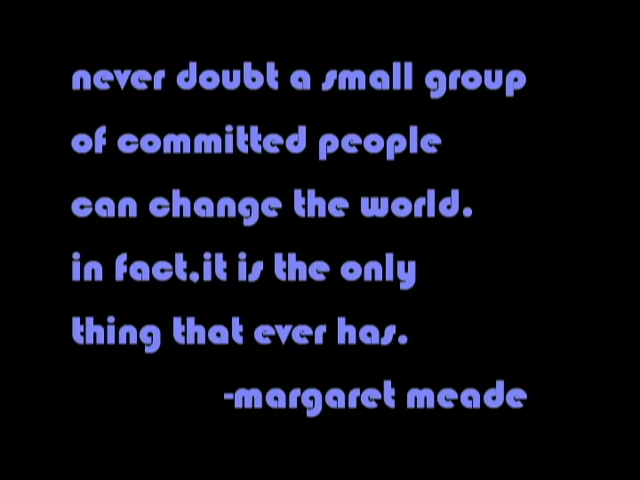 never doubt a small group
of committed people
can change the world.
in fact,it is the only
thing that ever has.
-margaret meade